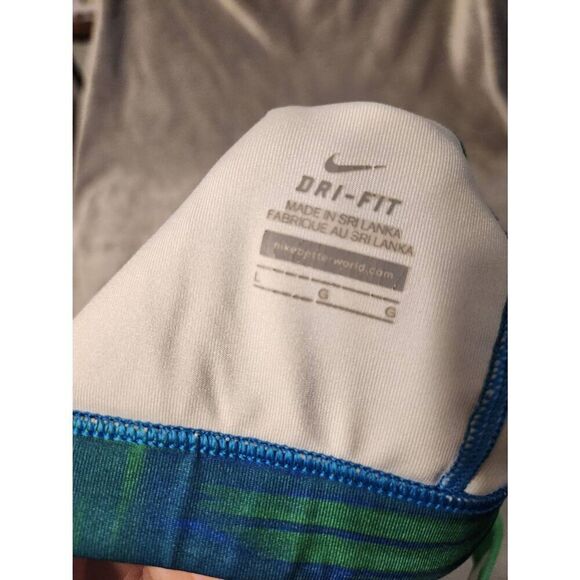 DRI-FIT
MADE IN SRI LANKA
FABRIQUE AU SRI LANKA
nikebetterworld.com
L G G